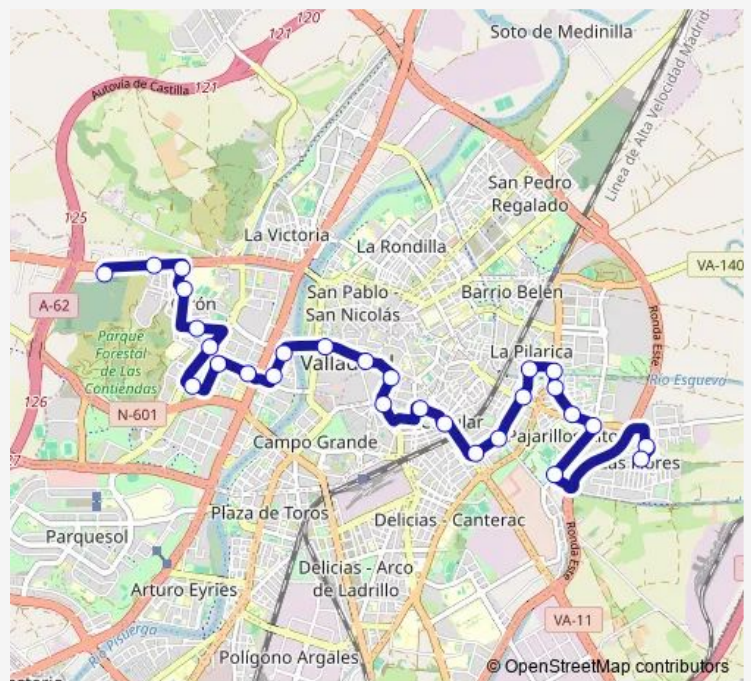 120
121
Soto de Medinilla
Autovía de Castilla
121
Línea de Alta Velocidad Madrid
San Pedro
Regalado
125
La Victoria
La Rondilla
VA-140
A-62
San Pablo -
San Nicolás
Barrio Belén
Ronda Este
Parque
Forestal
de Las
Contiendas
La Pilarica
Río Esgueva
126
N-601
Campo Grande
Plaza de Toros
Delicias - Canterac
Parquesol
Ronda Este
Delicias - Arco
de Ladrillo
Arturo Eyries
VA-11
Río Pisuerga
Polígono Argales
© OpenStreetMap contributors